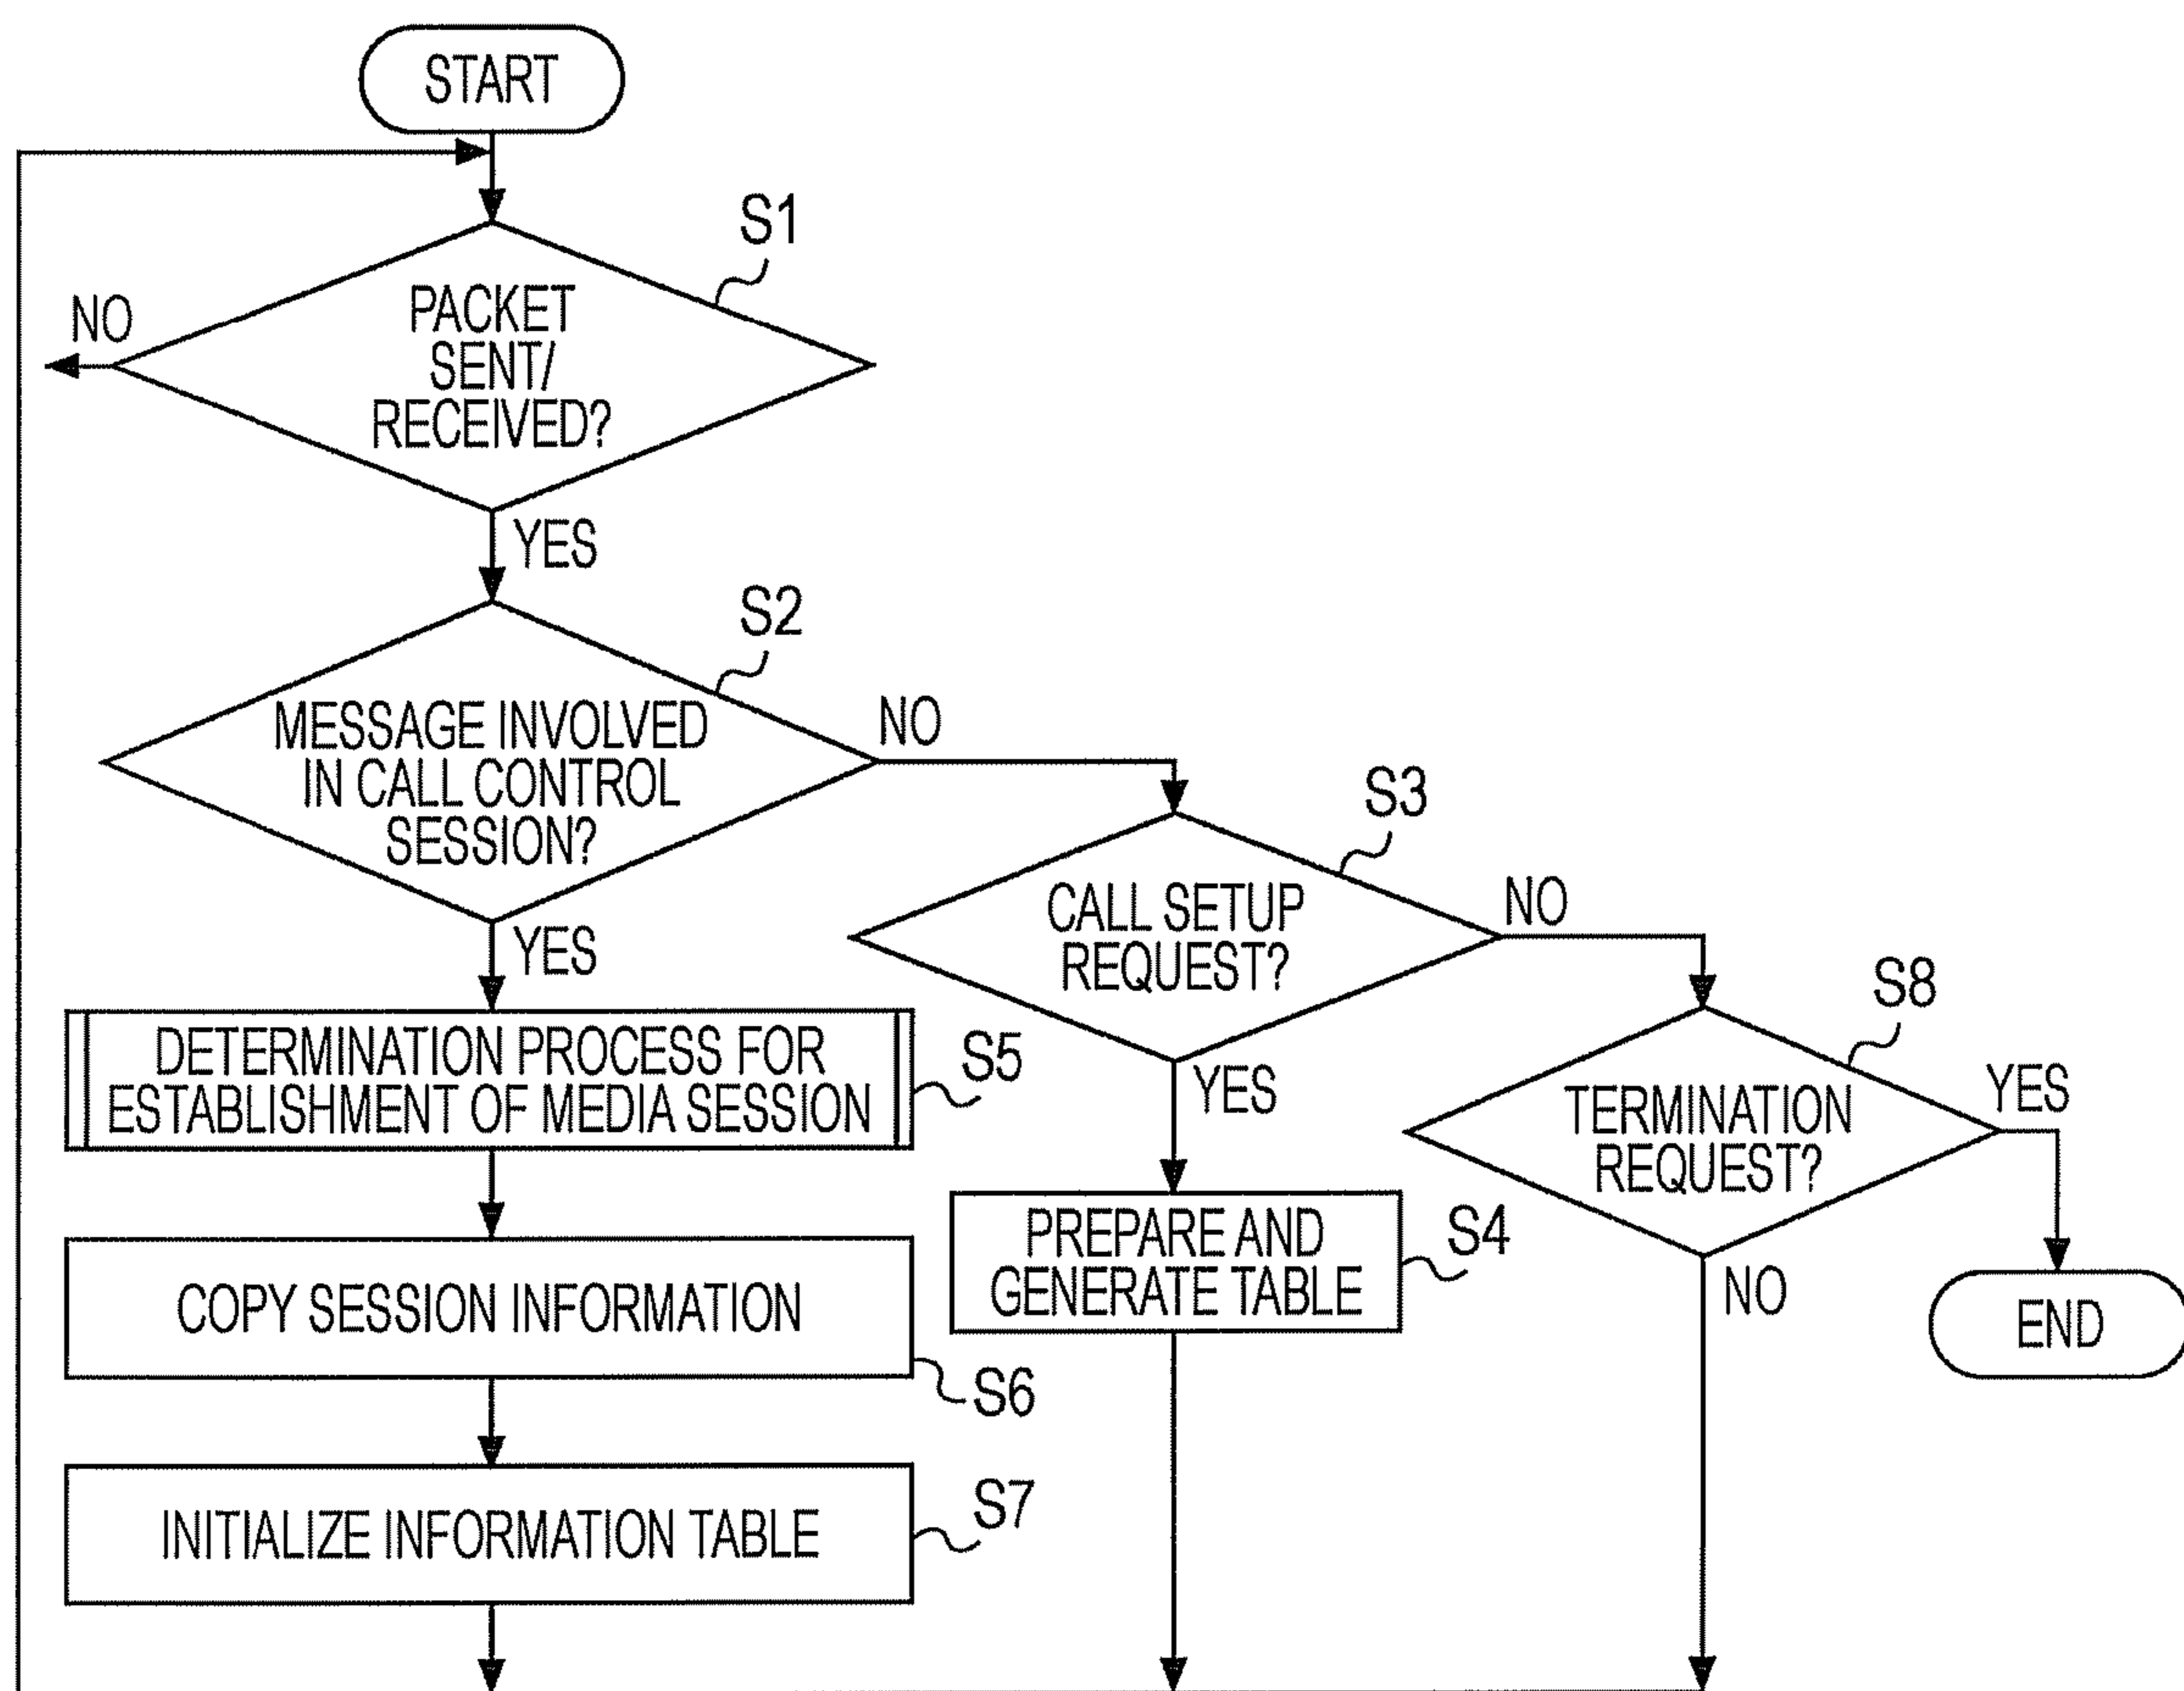 START
S1
PACKET
SENT/
RECEIVED?
NO
YES
S2
MESSAGE INVOLVED
IN CALL CONTROL
SESSION?
NO
YES
S3
CALL SETUP
REQUEST?
NO
YES
S8
TERMINATION
REQUEST?
YES
NO
DETERMINATION PROCESS FOR
ESTABLISHMENT OF MEDIA SESSION
S5
PREPARE AND
GENERATE TABLE
S4
END
COPY SESSION INFORMATION
S6
INITIALIZE INFORMATION TABLE
S7